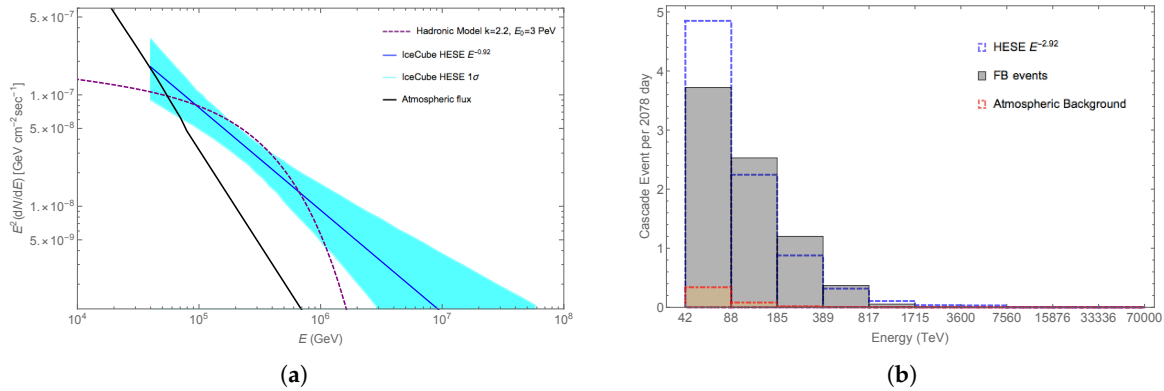 Hadronic Model k=2.2, E₀=3 PeV
IceCube HESE E⁻⁰·⁹²
IceCube HESE 1σ
Atmospheric flux
E²(dN/dE) [GeV cm⁻²sec⁻¹]
5.×10⁻⁷
1.×10⁻⁷
5.×10⁻⁸
1.×10⁻⁸
5.×10⁻⁹
10⁴ 10⁵ 10⁶ 10⁷ 10⁸
E (GeV)
(a)
HESE E⁻²·⁹²
FB events
Atmospheric Background
Cascade Event per 2078 day
5
4
3
2
1
0
42 88 185 389 817 1715 3600 7560 15876 33336 70000
Energy (TeV)
(b)